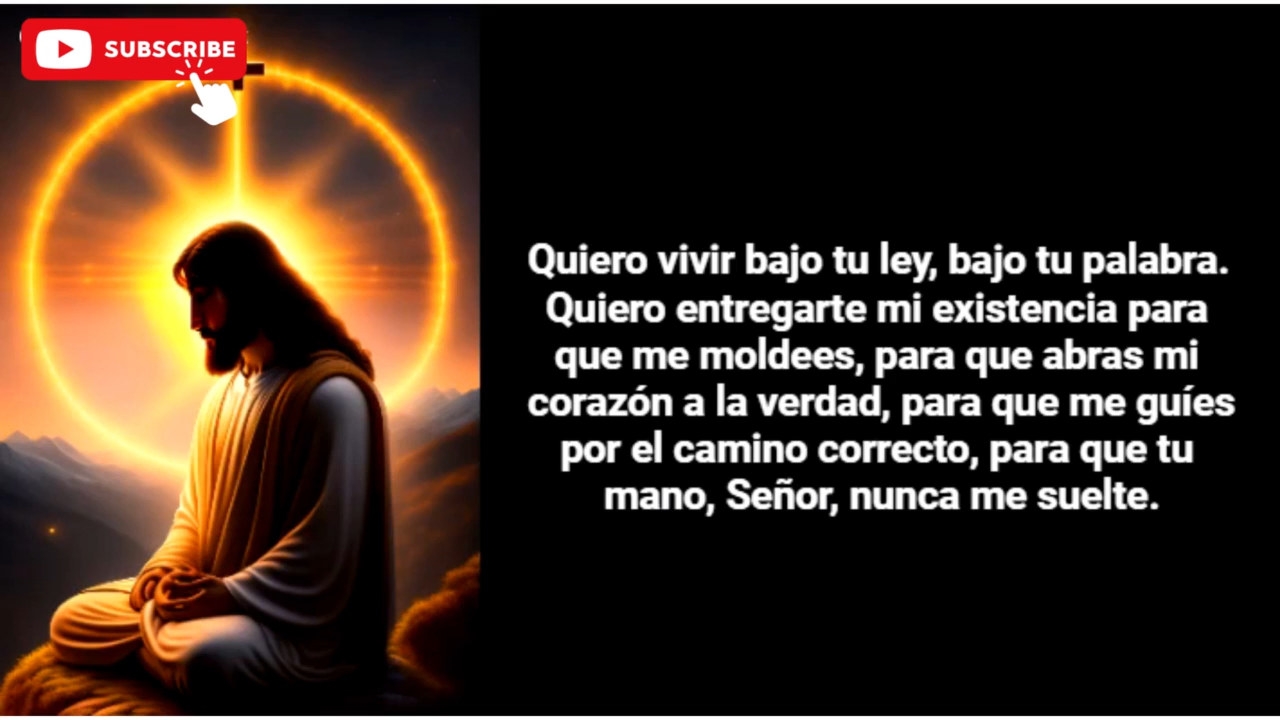 SUBSCRIBE
Quiero vivir bajo tu ley, bajo tu palabra.
Quiero entregarte mi existencia para
que me moldees, para que abras mi
corazón a la verdad, para que me guíes
por el camino correcto, para que tu
mano, Señor, nunca me suelte.